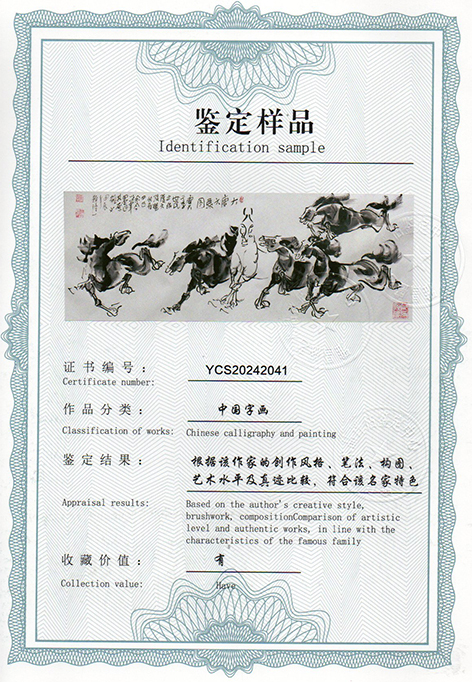 鉴定样品
Identification sample
证书编号：
YCS20242041
Certificate number:
作品分类：
中国字画
Classification of works:
Chinese calligraphy and painting
鉴定结果：
根据该作家的创作风格、笔法、构图、
艺术水平及真迹比较，符合该名家特色
Appraisal results:
Based on the author's creative style,
brushwork, compositionComparison of artistic
level and authentic works, in line with the
characteristics of the famous family
收藏价值：
有
Collection value:
Have